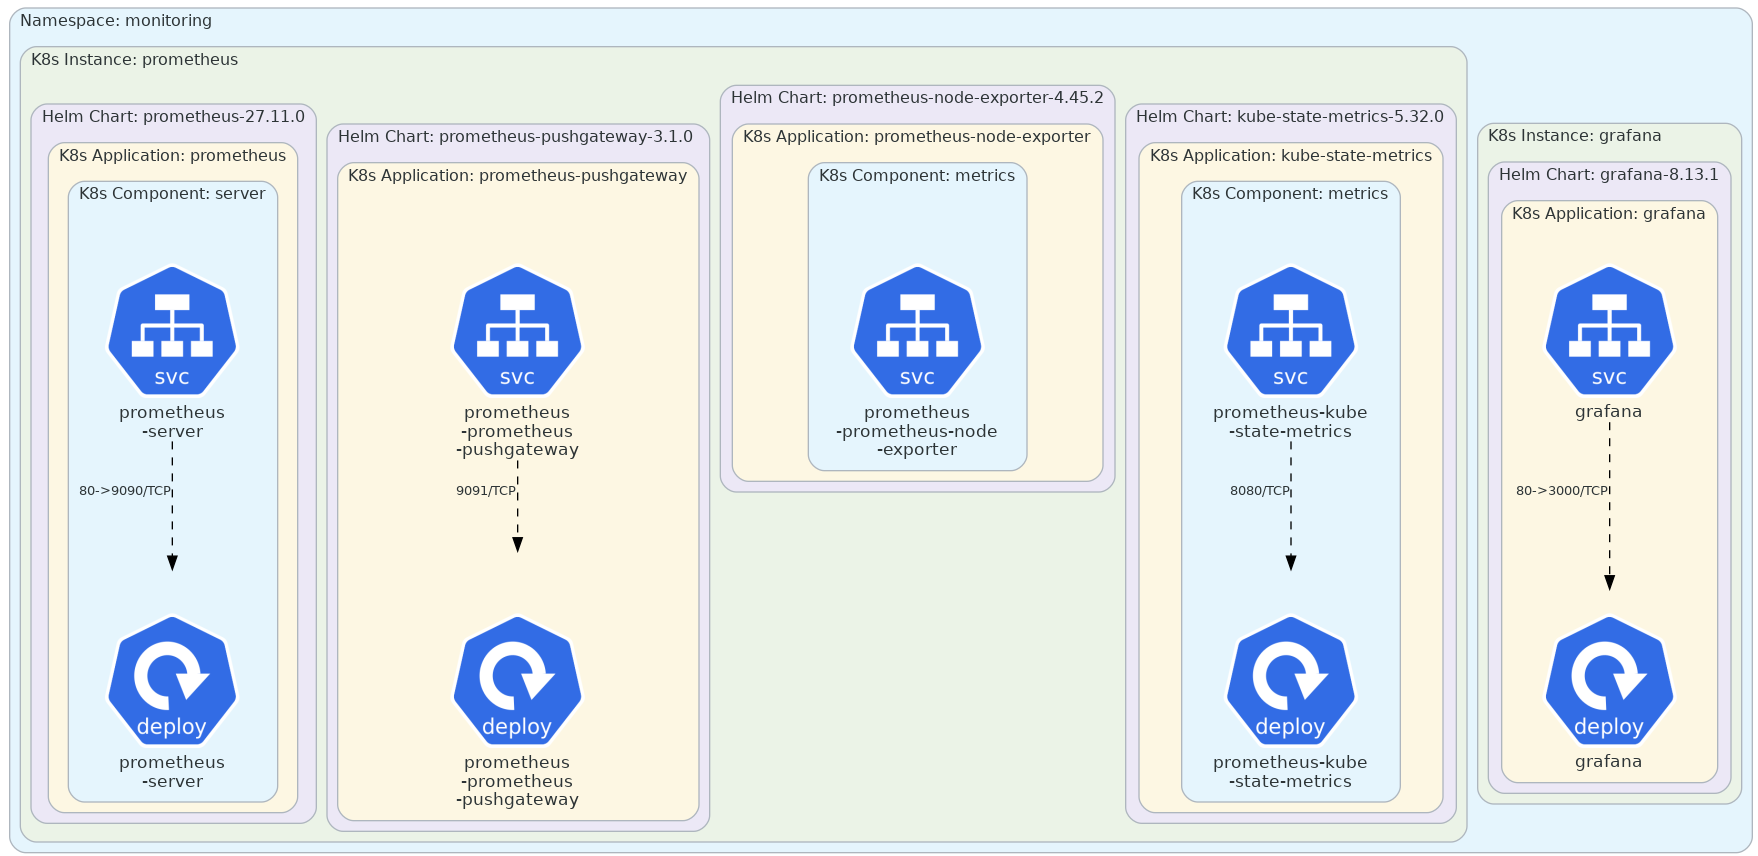 Namespace: monitoring
K8s Instance: prometheus
Helm Chart: prometheus-27.11.0
K8s Application: prometheus
K8s Component: server
svc
prometheus
-server
80->9090/TCP
deploy
prometheus
-server
Helm Chart: prometheus-pushgateway-3.1.0
K8s Application: prometheus-pushgateway
svc
prometheus
-prometheus
-pushgateway
9091/TCP
deploy
prometheus
-prometheus
-pushgateway
Helm Chart: prometheus-node-exporter-4.45.2
K8s Application: prometheus-node-exporter
K8s Component: metrics
svc
prometheus
-prometheus-node
-exporter
Helm Chart: kube-state-metrics-5.32.0
K8s Application: kube-state-metrics
K8s Component: metrics
svc
prometheus-kube
-state-metrics
8080/TCP
deploy
prometheus-kube
-state-metrics
K8s Instance: grafana
Helm Chart: grafana-8.13.1
K8s Application: grafana
svc
grafana
80->3000/TCP
deploy
grafana